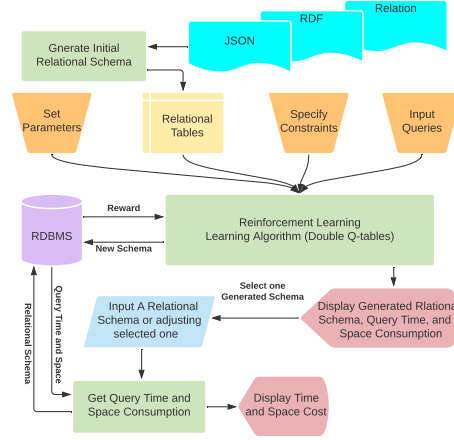 Relation
RDF
JSON
Gnerate Initial
Relational Schema
Set
Parameters
Relational
Tables
Specify
Constraints
Input
Queries
RDBMS
Reward
New Schema
Reinforcement Learning
Learning Algorithm (Double Q-tables)
Select one
Generated Schema
Input A Relational
Schema or adjusting
selected one
Display Generated Rlationa
Schema, Query Time, and
Space Consumption
Relational Schema
Query Time and Space
Get Query Time and
Space Consumption
Display Time
and Space Cost